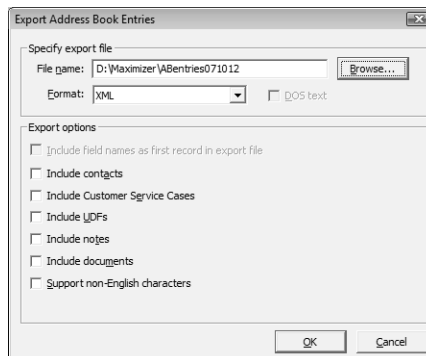 Export Address Book Entries
Specify export file
File name: D:\Maximizer\ABentries071012 Browse...
Format: XML DOS text
Export options
Include field names as first record in export file
Include contacts
Include Customer Service Cases
Include UDFs
Include notes
Include documents
Support non-English characters
OK Cancel